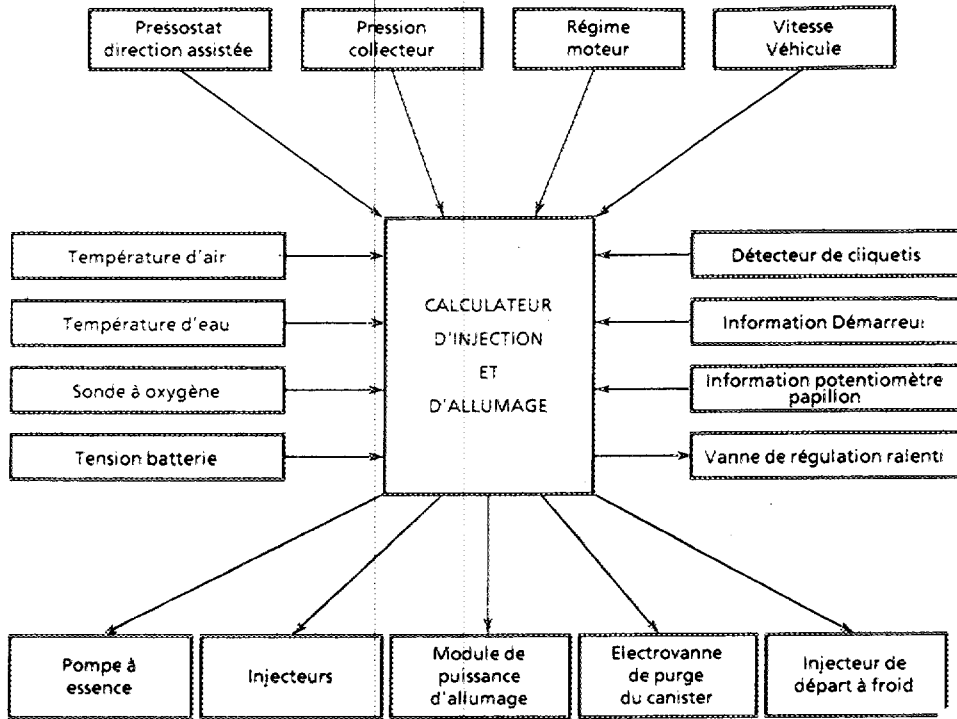 Pressostat
direction assistée
Pression
collecteur
Régime
moteur
Vitesse
Véhicule
Température d'air
Température d'eau
Sonde à oxygène
Tension batterie
CALCULATEUR
D'INJECTION
ET
D'ALLUMAGE
Détecteur de cliquetis
Information Démarreur
Information potentiomètre
papillon
Vanne de régulation ralenti
Pompe à
essence
Injecteurs
Module de
puissance
d'allumage
Electrovanne
de purge
du canister
Injecteur de
départ à froid